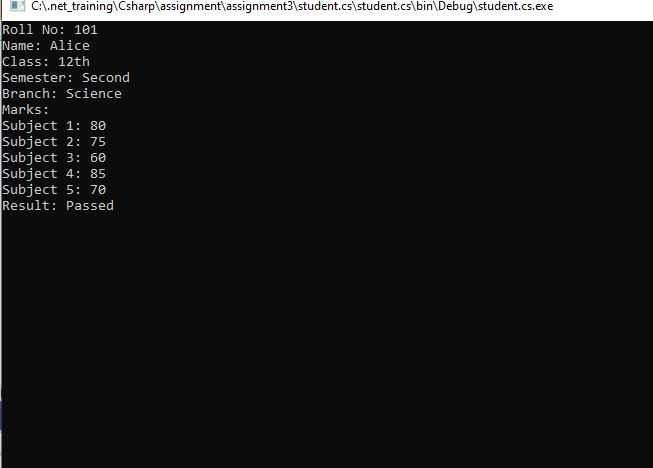 C:\.net_training\Csharp\assignment\assignment3\student.cs\student.cs\bin\Debug\student.cs.exe
Roll No: 101
Name: Alice
Class: 12th
Semester: Second
Branch: Science
Marks:
Subject 1: 80
Subject 2: 75
Subject 3: 60
Subject 4: 85
Subject 5: 70
Result: Passed